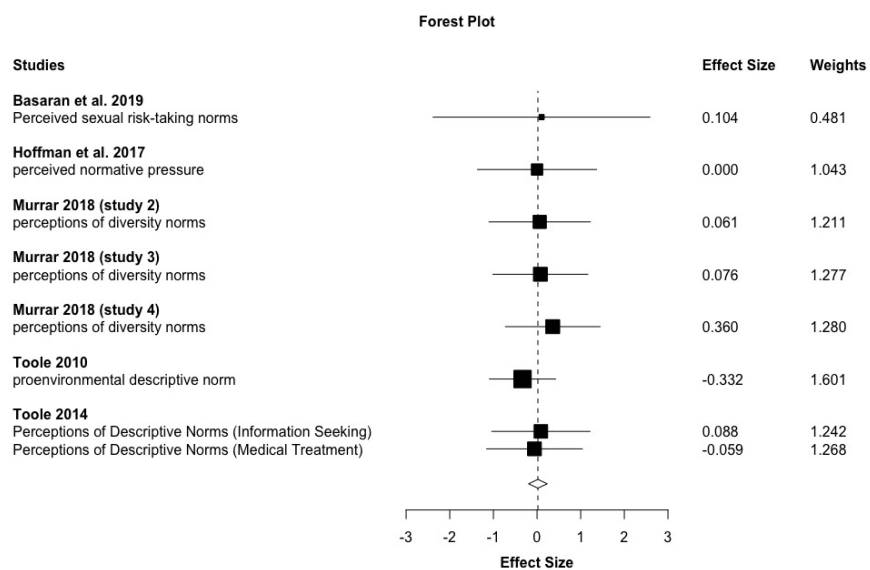 Forest Plot
Studies Effect Size Weights
Basaran et al. 2019
Perceived sexual risk-taking norms 0.104 0.481
Hoffman et al. 2017
perceived normative pressure 0.000 1.043
Murrar 2018 (study 2)
perceptions of diversity norms 0.061 1.211
Murrar 2018 (study 3)
perceptions of diversity norms 0.076 1.277
Murrar 2018 (study 4)
perceptions of diversity norms 0.360 1.280
Toole 2010
proenvironmental descriptive norm -0.332 1.601
Toole 2014
Perceptions of Descriptive Norms (Information Seeking) 0.088 1.242
Perceptions of Descriptive Norms (Medical Treatment) -0.059 1.268
-3 -2 -1 0 1 2 3
Effect Size